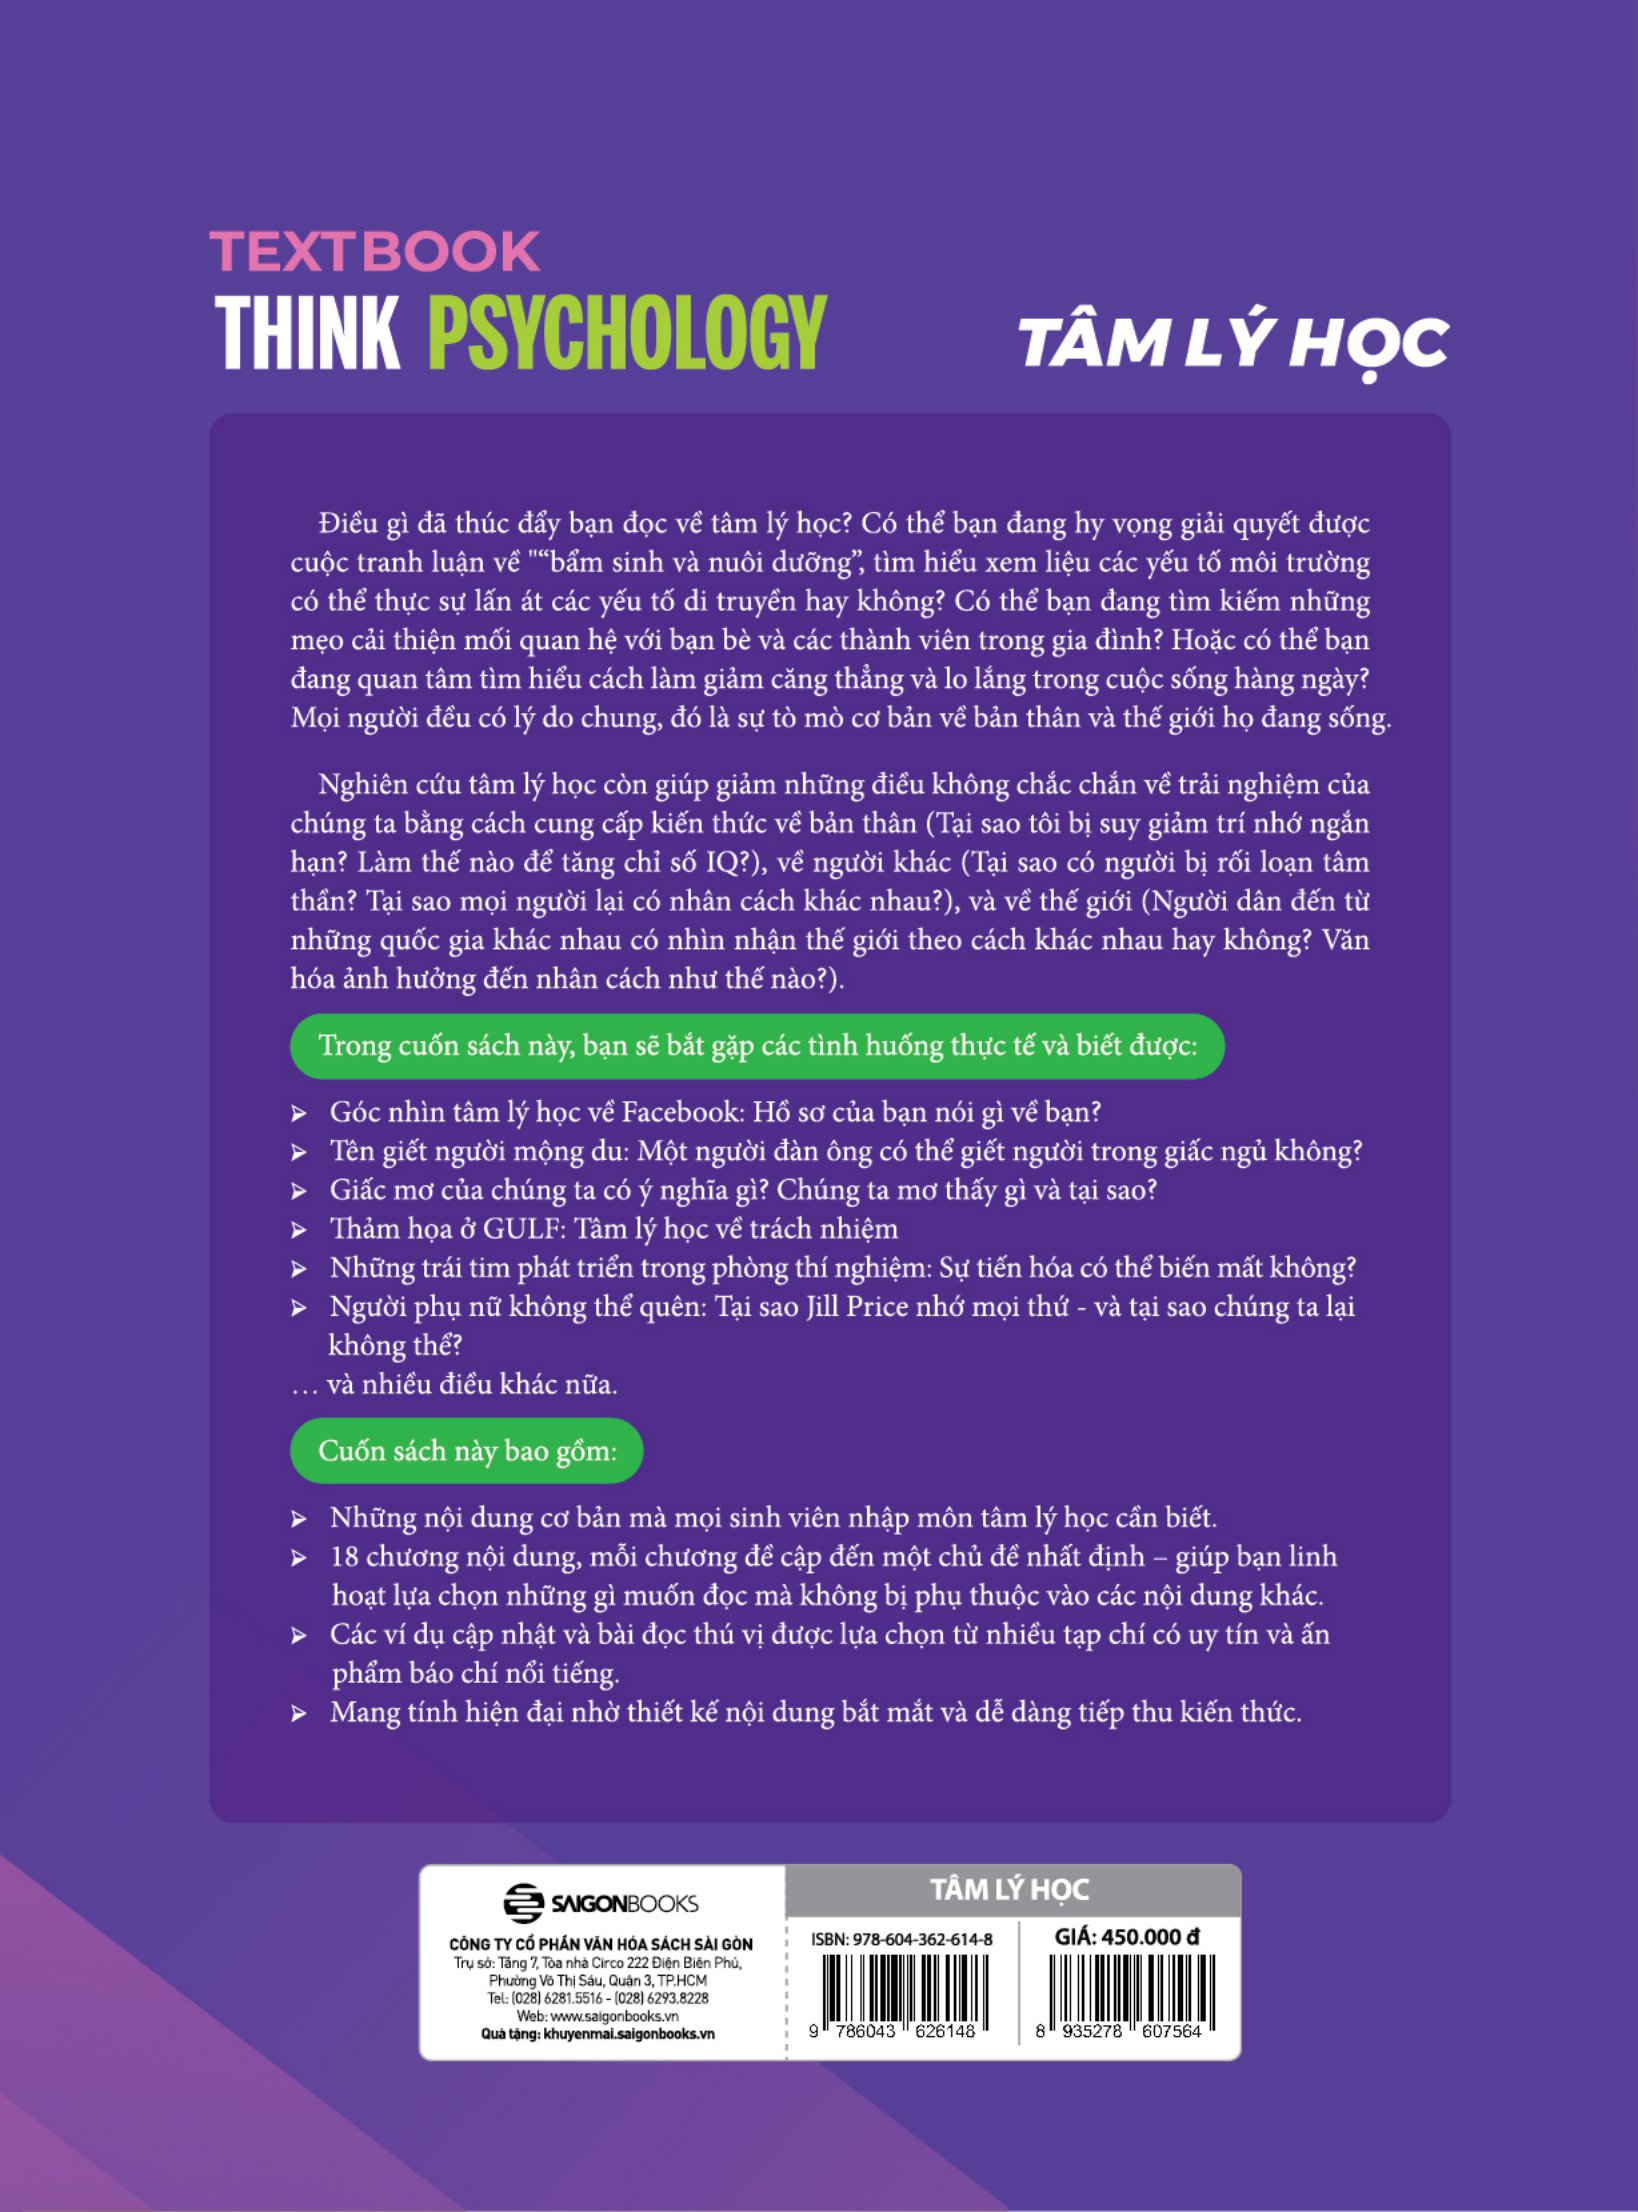 TEXTBOOK
THINK PSYCHOLOGY
TÂM LÝ HỌC
Điều gì đã thúc đẩy bạn đọc về tâm lý học? Có thể bạn đang hy vọng giải quyết được
cuộc tranh luận về "“bẩm sinh và nuôi dưỡng”, tìm hiểu xem liệu các yếu tố môi trường
có thể thực sự lấn át các yếu tố di truyền hay không? Có thể bạn đang tìm kiếm những
mẹo cải thiện mối quan hệ với bạn bè và các thành viên trong gia đình? Hoặc có thể bạn
đang quan tâm tìm hiểu cách làm giảm căng thẳng và lo lắng trong cuộc sống hàng ngày?
Mọi người đều có lý do chung, đó là sự tò mò cơ bản về bản thân và thế giới họ đang sống.
Nghiên cứu tâm lý học còn giúp giảm những điều không chắc chắn về trải nghiệm của
chúng ta bằng cách cung cấp kiến thức về bản thân (Tại sao tôi bị suy giảm trí nhớ ngắn
hạn? Làm thế nào để tăng chỉ số IQ?), về người khác (Tại sao có người bị rối loạn tâm
thần? Tại sao mọi người lại có nhân cách khác nhau?), và về thế giới (Người dân đến từ
những quốc gia khác nhau có nhìn nhận thế giới theo cách khác nhau hay không? Văn
hóa ảnh hưởng đến nhân cách như thế nào?).
Trong cuốn sách này, bạn sẽ bắt gặp các tình huống thực tế và biết được:
➢ Góc nhìn tâm lý học về Facebook: Hồ sơ của bạn nói gì về bạn?
➢ Tên giết người mộng du: Một người đàn ông có thể giết người trong giấc ngủ không?
➢ Giấc mơ của chúng ta có ý nghĩa gì? Chúng ta mơ thấy gì và tại sao?
➢ Thảm họa ở GULF: Tâm lý học về trách nhiệm
➢ Những trái tim phát triển trong phòng thí nghiệm: Sự tiến hóa có thể biến mất không?
➢ Người phụ nữ không thể quên: Tại sao Jill Price nhớ mọi thứ - và tại sao chúng ta lại
không thể?
… và nhiều điều khác nữa.
Cuốn sách này bao gồm:
➢ Những nội dung cơ bản mà mọi sinh viên nhập môn tâm lý học cần biết.
➢ 18 chương nội dung, mỗi chương đề cập đến một chủ đề nhất định – giúp bạn linh
hoạt lựa chọn những gì muốn đọc mà không bị phụ thuộc vào các nội dung khác.
➢ Các ví dụ cập nhật và bài đọc thú vị được lựa chọn từ nhiều tạp chí có uy tín và ấn
phẩm báo chí nổi tiếng.
➢ Mang tính hiện đại nhờ thiết kế nội dung bắt mắt và dễ dàng tiếp thu kiến thức.
SAIGONBOOKS
CÔNG TY CỔ PHẦN VĂN HÓA SÁCH SÀI GÒN
Trụ sở: Tầng 7, Tòa nhà Circo 222 Điện Biên Phủ,
Phường Võ Thị Sáu, Quận 3, TP.HCM
Tel: (028) 6281.5516 - (028) 6293.8228
Web: www.saigonbooks.vn
Quà tặng: khuyenmai.saigonbooks.vn
TÂM LÝ HỌC
ISBN: 978-604-362-614-8
9 786043 626148
GIÁ: 450.000 đ
8 935278 607564